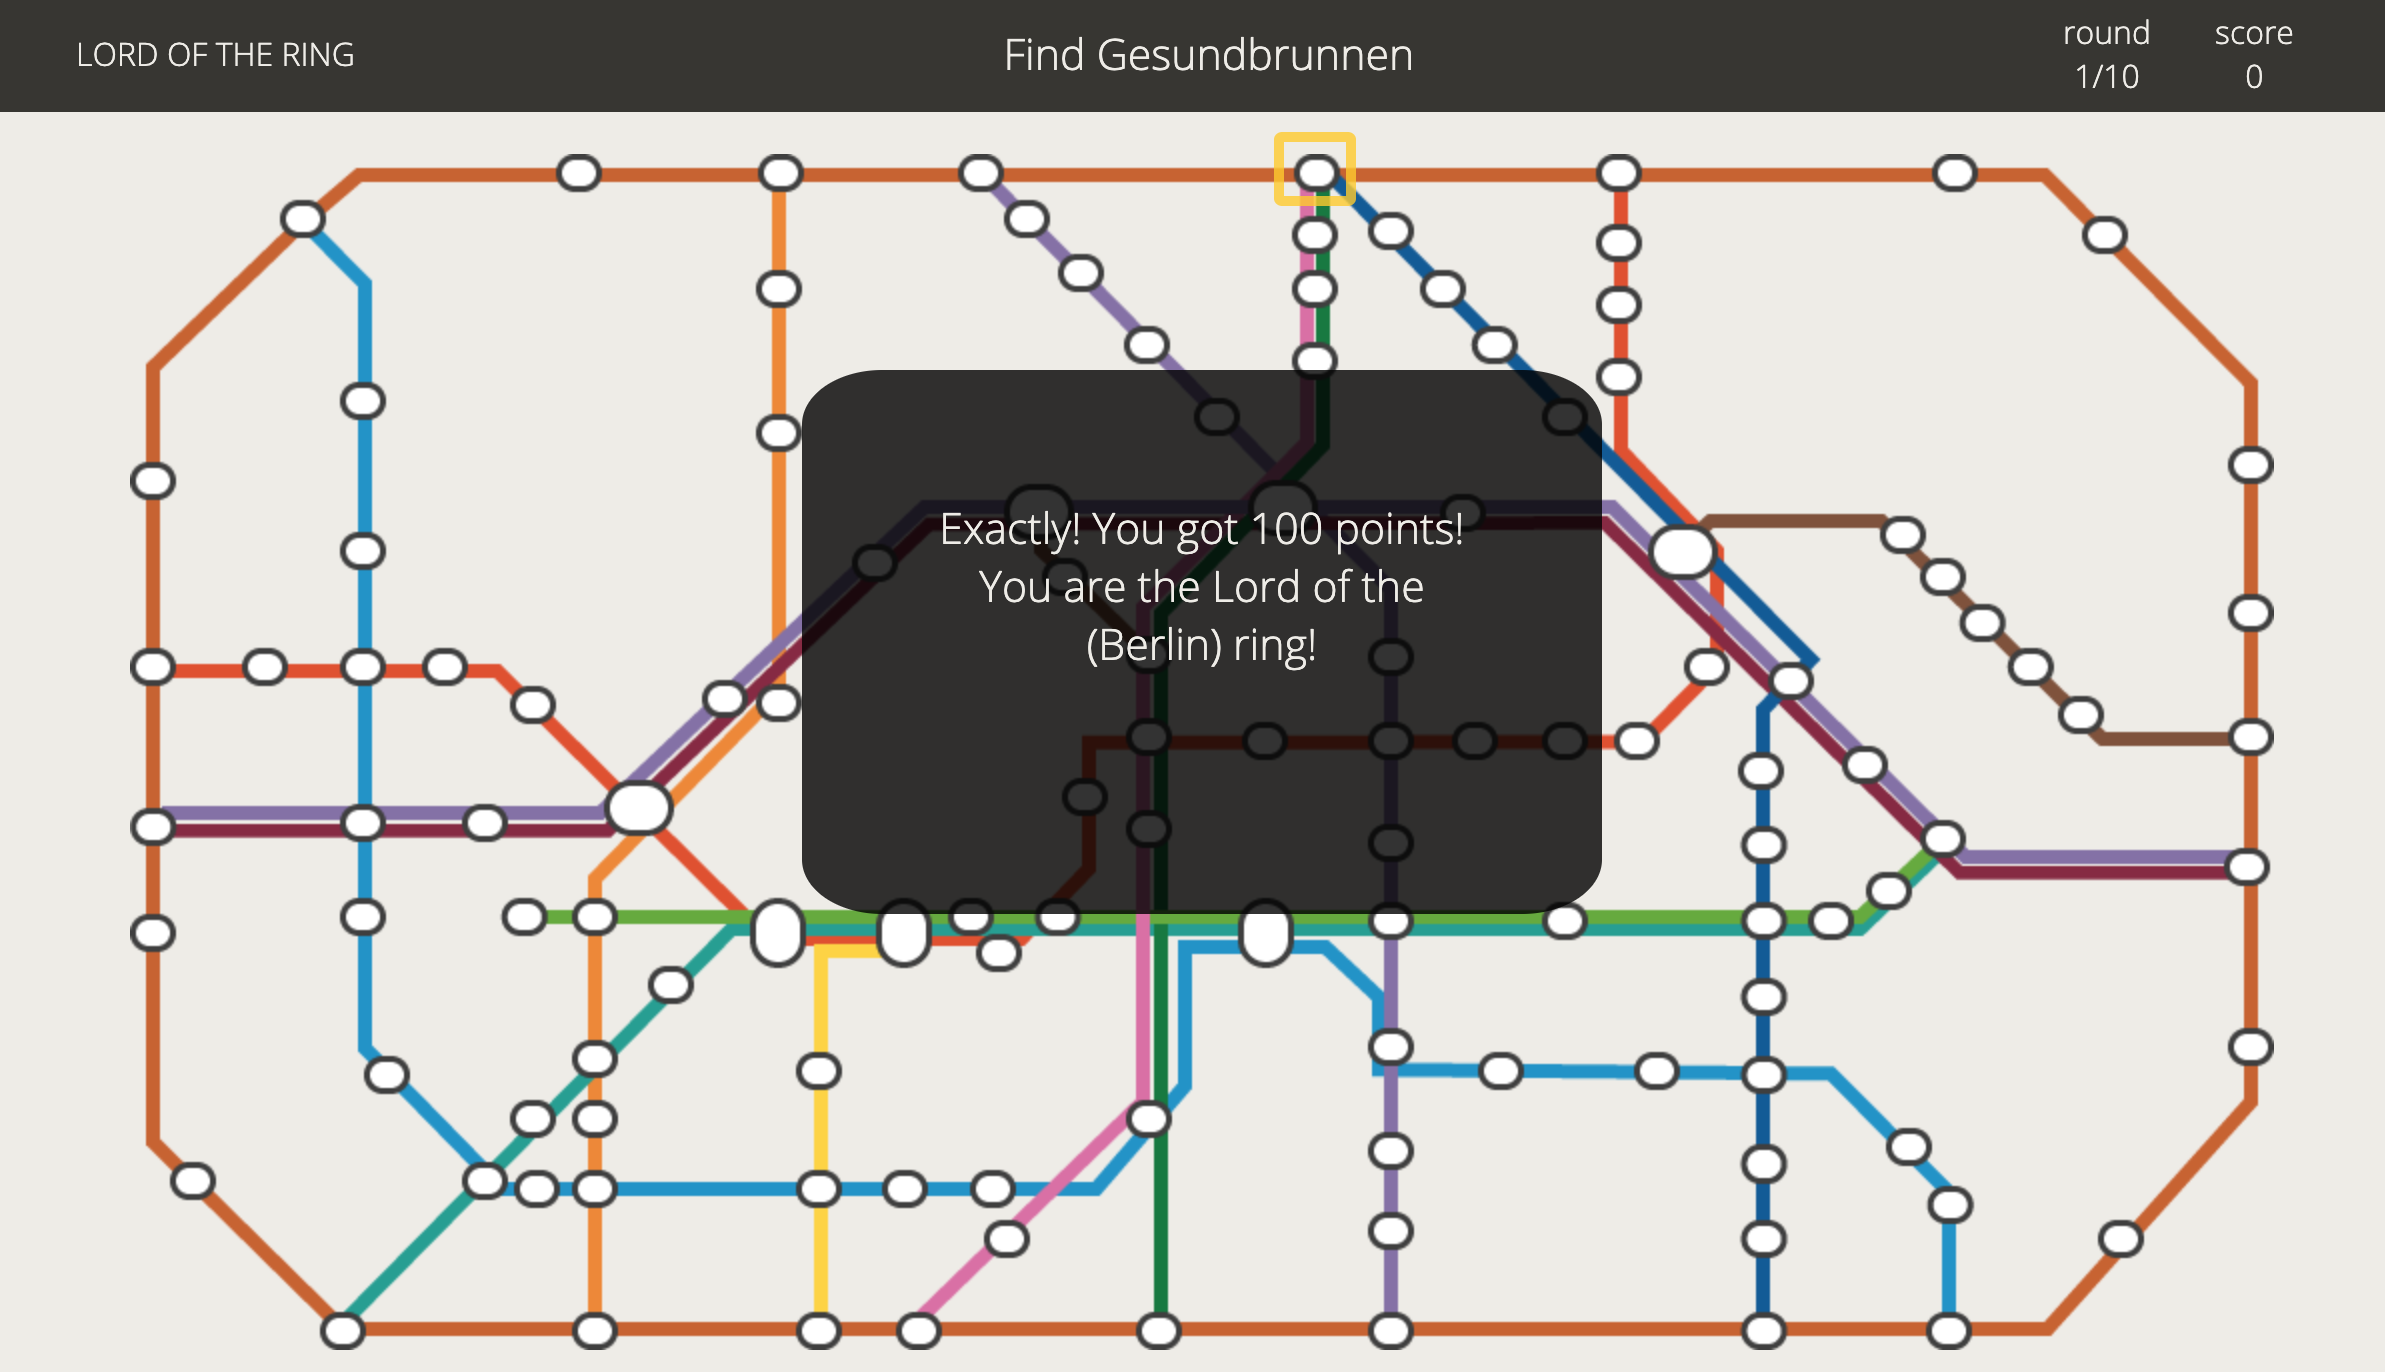 LORD OF THE RING
Find Gesundbrunnen
round
1/10
score
0
Exactly! You got 100 points!
You are the Lord of the
(Berlin) ring!